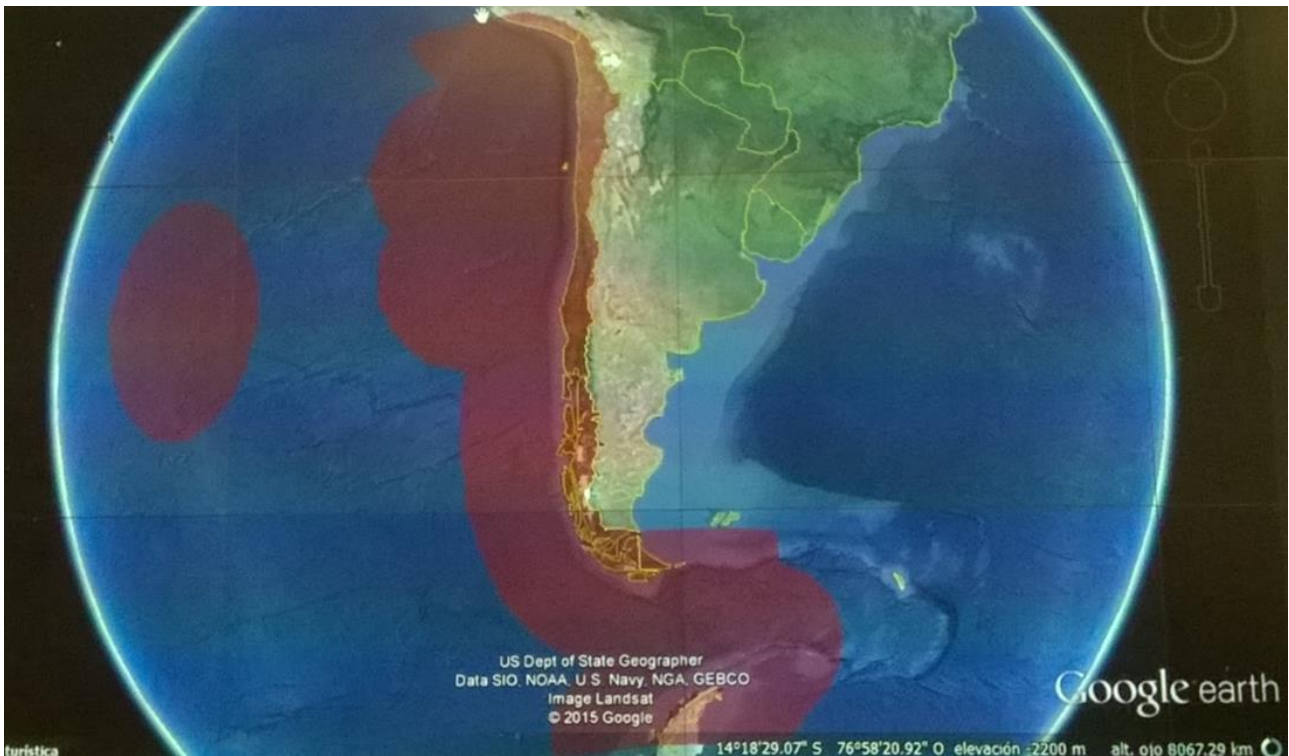 US Dept of State Geographer
Data SIO, NOAA, U.S. Navy, NGA, GEBCO
Image Landsat
© 2015 Google
Google earth
turística
14°18'29.07" S 76°58'20.92" O elevación -2200 m alt. ojo 8067.29 km